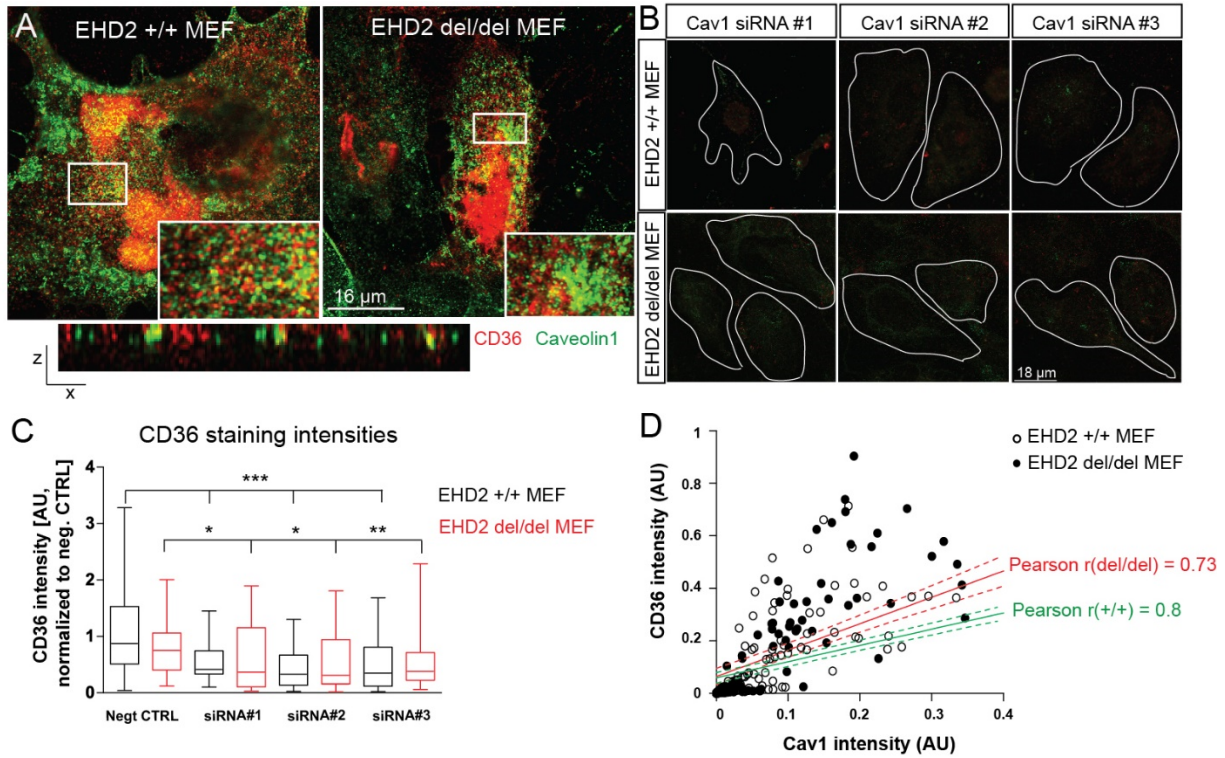 A
EHD2 +/+ MEF
EHD2 del/del MEF
16 µm
CD36 Caveolin1
z
x
B
Cav1 siRNA #1
Cav1 siRNA #2
Cav1 siRNA #3
EHD2 +/+ MEF
EHD2 del/del MEF
18 µm
C
CD36 staining intensities
CD36 intensity [AU,
normalized to neg. CTRL]
4
3
2
1
0
***
*
*
**
EHD2 +/+ MEF
EHD2 del/del MEF
Negt CTRL
siRNA#1
siRNA#2
siRNA#3
D
EHD2 +/+ MEF
EHD2 del/del MEF
CD36 intensity (AU)
1
0.8
0.6
0.4
0.2
0
Pearson r(del/del) = 0.73
Pearson r(+/+) = 0.8
0
0.1
0.2
0.3
0.4
Cav1 intensity (AU)